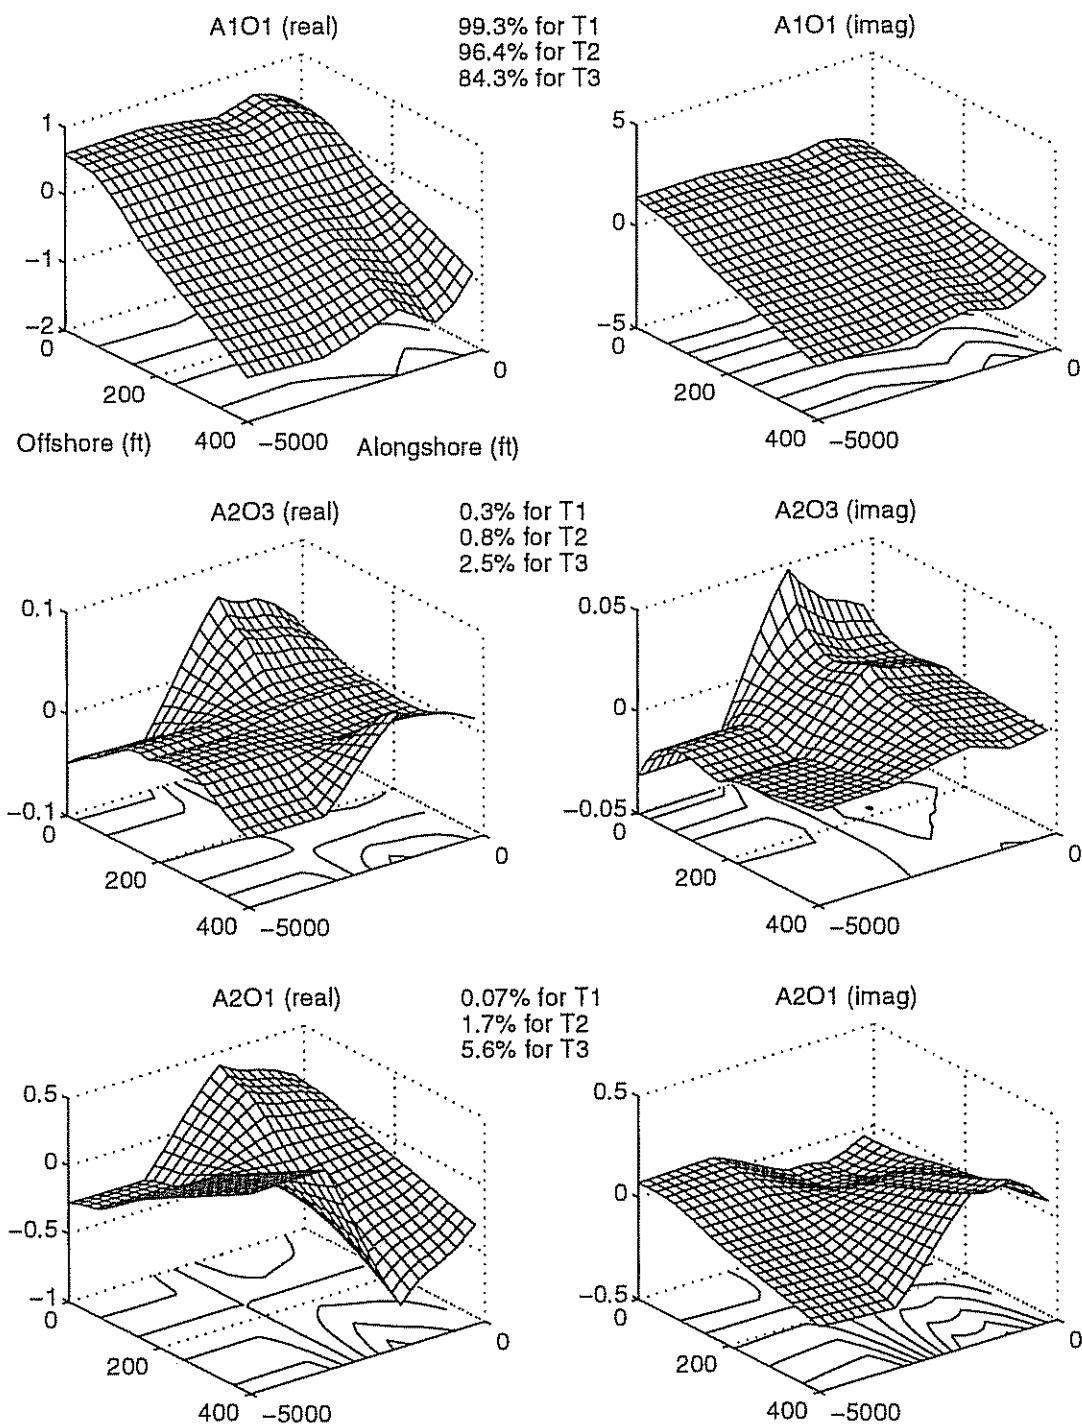 A1O1 (real)
99.3% for T1
96.4% for T2
84.3% for T3
A1O1 (imag)
1
0
−1
−2
0
200
400
−5000
0
Offshore (ft)
Alongshore (ft)
5
0
−5
0
200
400
−5000
0
A2O3 (real)
0.3% for T1
0.8% for T2
2.5% for T3
A2O3 (imag)
0.1
0
−0.1
0
200
400
−5000
0
0.05
0
−0.05
0
200
400
−5000
0
A2O1 (real)
0.07% for T1
1.7% for T2
5.6% for T3
A2O1 (imag)
0.5
0
−0.5
−1
0
200
400
−5000
0
0.5
0
−0.5
0
200
400
−5000
0